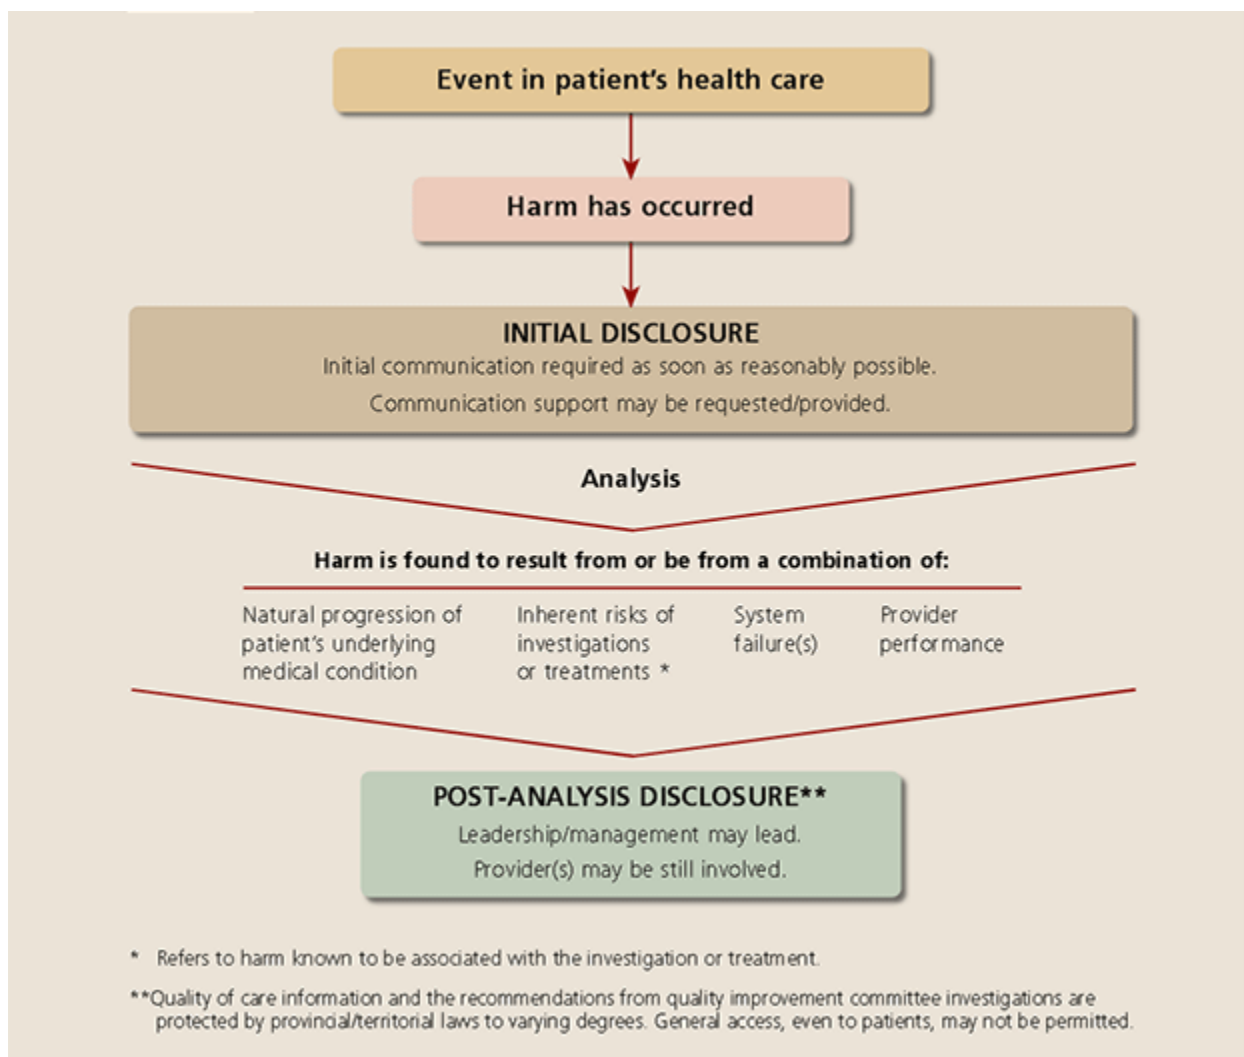 Event in patient's health care
Harm has occurred
INITIAL DISCLOSURE
Initial communication required as soon as reasonably possible.
Communication support may be requested/provided.
Analysis
Harm is found to result from or be from a combination of:
Natural progression of
patient's underlying
medical condition
Inherent risks of
investigations
or treatments *
System
failure(s)
Provider
performance
POST-ANALYSIS DISCLOSURE**
Leadership/management may lead.
Provider(s) may be still involved.
* Refers to harm known to be associated with the investigation or treatment.
**Quality of care information and the recommendations from quality improvement committee investigations are
protected by provincial/territorial laws to varying degrees. General access, even to patients, may not be permitted.